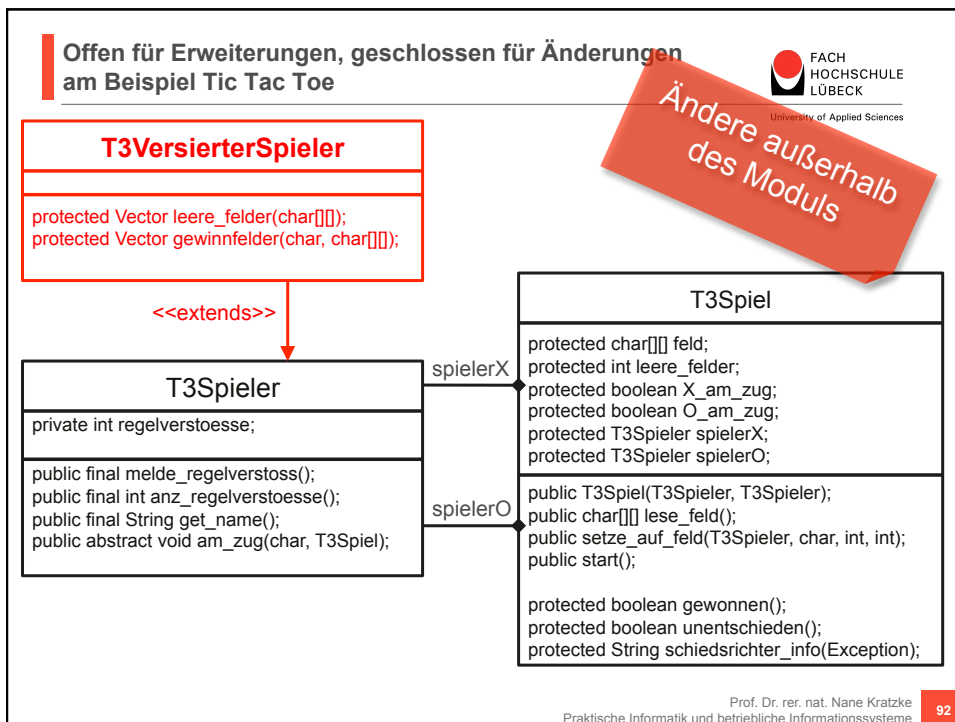 Offen für Erweiterungen, geschlossen für Änderungen
am Beispiel Tic Tac Toe
FACH
HOCHSCHULE
LÜBECK
University of Applied Sciences
Ändere außerhalb
des Moduls
T3VersierterSpieler
protected Vector leere_felder(char[][]);
protected Vector gewinnfelder(char, char[][]);
<<extends>>
T3Spieler
private int regelverstoesse;
public final melde_regelverstoss();
public final int anz_regelverstoesse();
public final String get_name();
public abstract void am_zug(char, T3Spiel);
spielerX
spielerO
T3Spiel
protected char[][] feld;
protected int leere_felder;
protected boolean X_am_zug;
protected boolean O_am_zug;
protected T3Spieler spielerX;
protected T3Spieler spielerO;
public T3Spiel(T3Spieler, T3Spieler);
public char[][] lese_feld();
public setze_auf_feld(T3Spieler, char, int, int);
public start();
protected boolean gewonnen();
protected boolean unentschieden();
protected String schiedsrichter_info(Exception);
Prof. Dr. rer. nat. Nane Kratzke
Praktische Informatik und betriebliche Informationssysteme
92